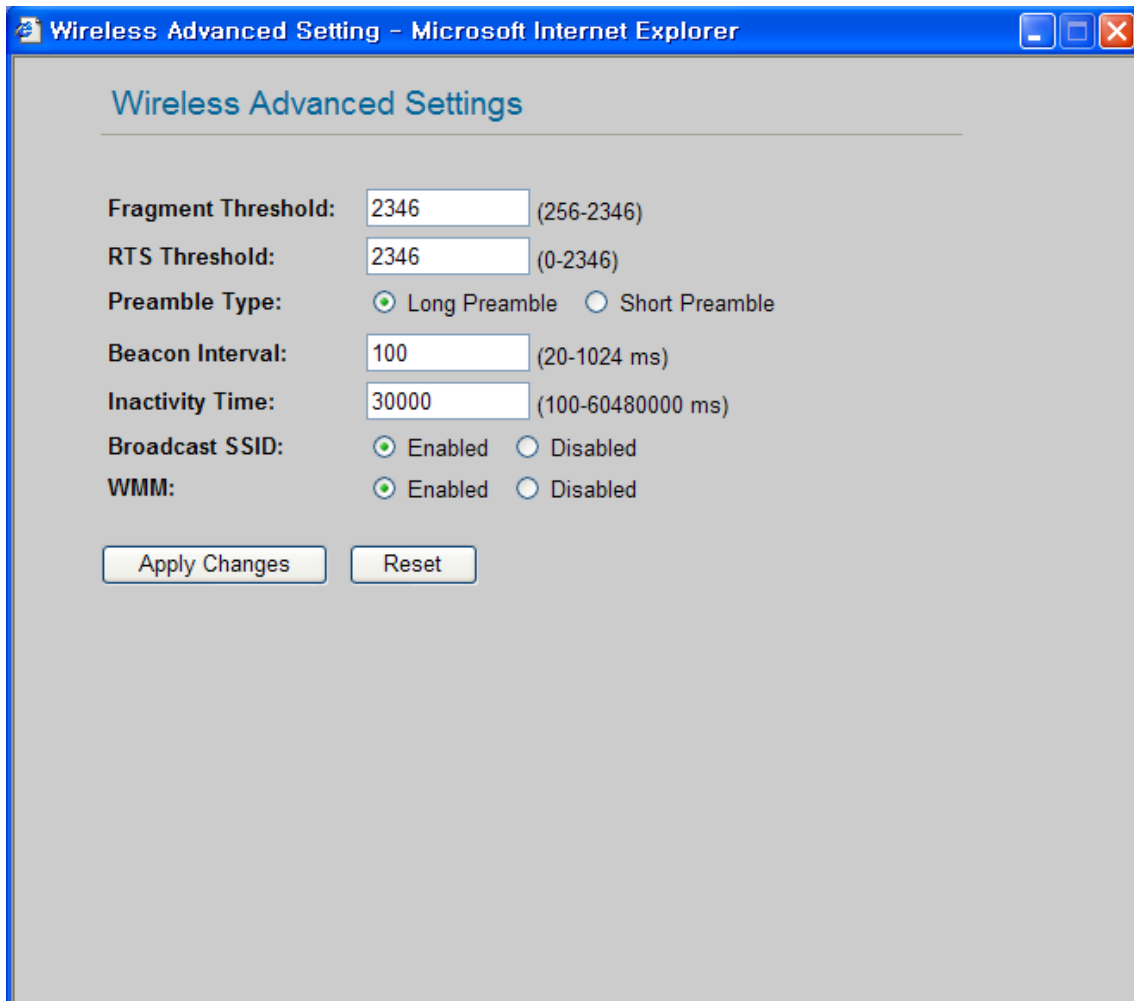 Wireless Advanced Setting - Microsoft Internet Explorer
Wireless Advanced Settings
Fragment Threshold: 2346 (256-2346)
RTS Threshold: 2346 (0-2346)
Preamble Type: Long Preamble Short Preamble
Beacon Interval: 100 (20-1024 ms)
Inactivity Time: 30000 (100-60480000 ms)
Broadcast SSID: Enabled Disabled
WMM: Enabled Disabled
Apply Changes Reset